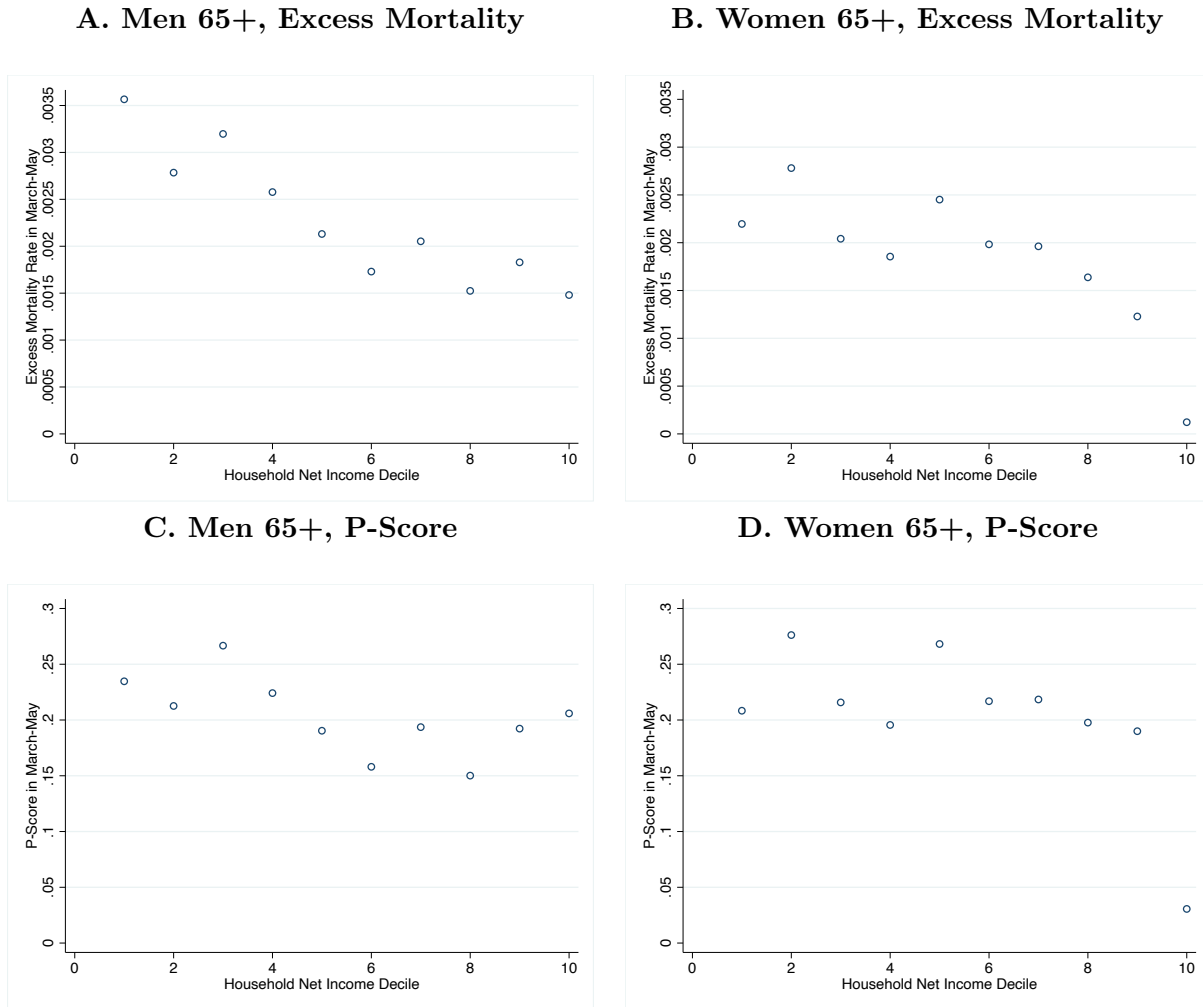 A. Men 65+, Excess Mortality
Excess Mortality Rate in March-May
.0035
.003
.0025
.002
.0015
.001
.0005
0
0 2 4 6 8 10
Household Net Income Decile
B. Women 65+, Excess Mortality
Excess Mortality Rate in March-May
.0035
.003
.0025
.002
.0015
.001
.0005
0
0 2 4 6 8 10
Household Net Income Decile
C. Men 65+, P-Score
P-Score in March-May
.3
.25
.2
.15
.1
.05
0
0 2 4 6 8 10
Household Net Income Decile
D. Women 65+, P-Score
P-Score in March-May
.3
.25
.2
.15
.1
.05
0
0 2 4 6 8 10
Household Net Income Decile